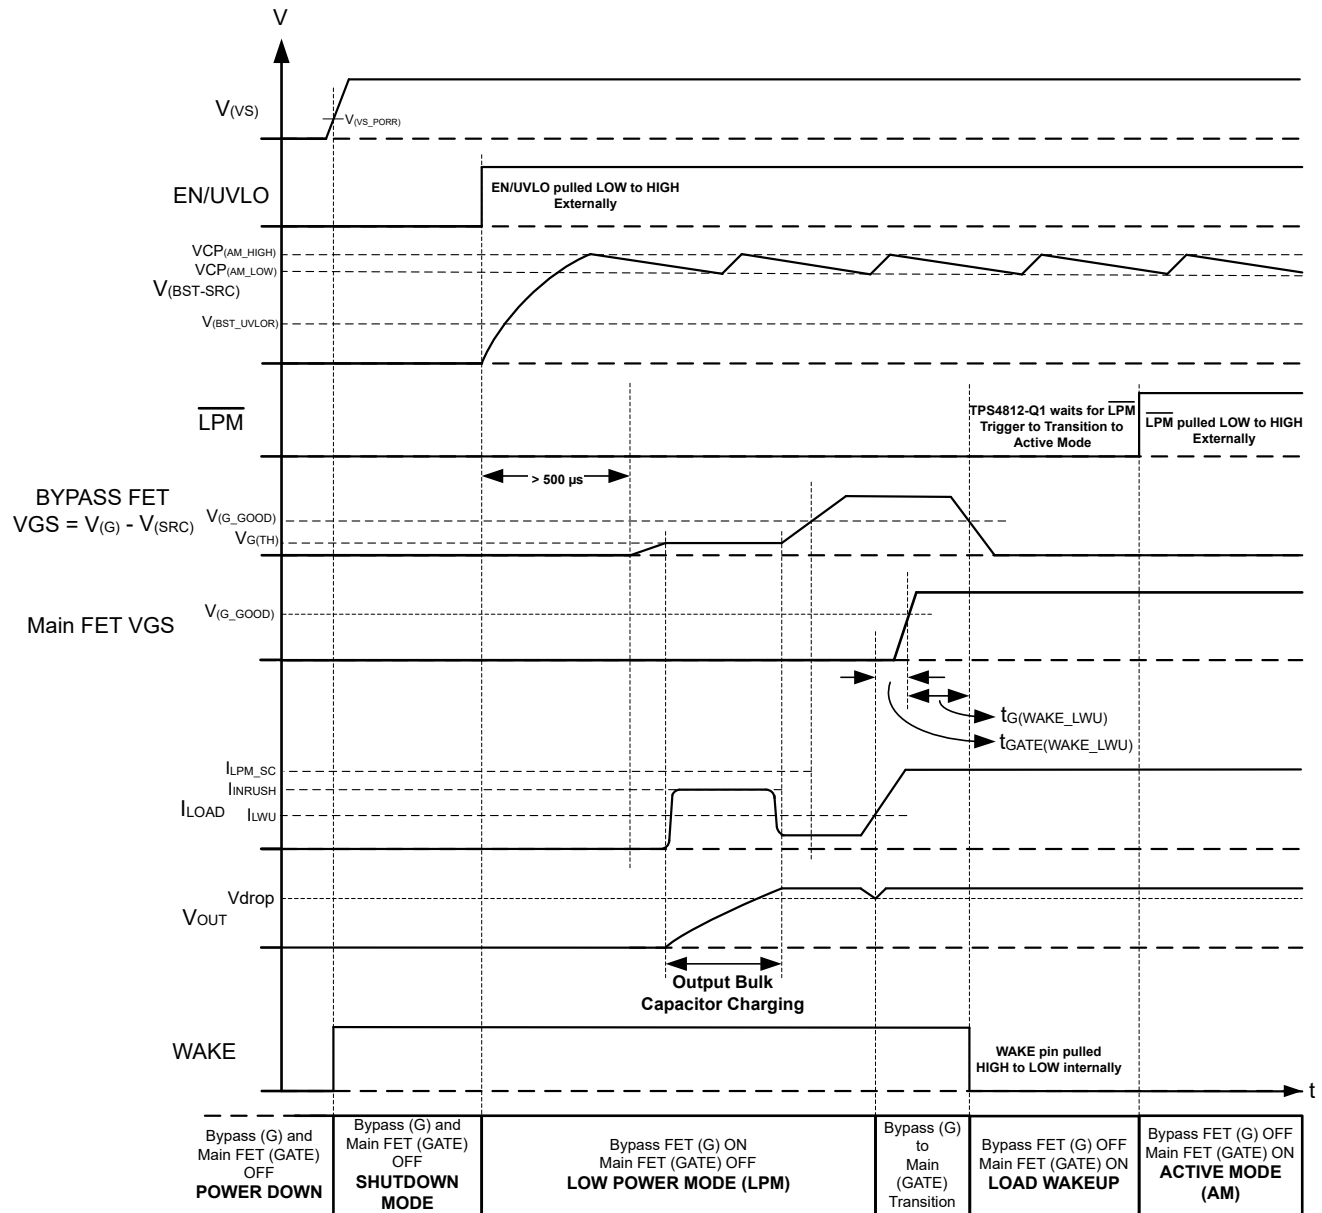 V
V(VS)
V(VS_PORR)
EN/UVLO
EN/UVLO pulled LOW to HIGH
Externally
VCP(AM_HIGH)
VCP(AM_LOW)
V(BST-SRC)
V(BST_UVLOR)
LPM
TPS4812-Q1 waits for LPM
Trigger to Transition to
Active Mode
LPM pulled LOW to HIGH
Externally
> 500 µs
BYPASS FET
VGS = V(G) - V(SRC)
V(G_GOOD)
VG(TH)
Main FET VGS
V(G_GOOD)
tG(WAKE_LWU)
tGATE(WAKE_LWU)
ILPM_SC
IINRUSH
ILOAD
ILWU
Vdrop
VOUT
Output Bulk
Capacitor Charging
WAKE
WAKE pin pulled
HIGH to LOW internally
t
Bypass (G) and
Main FET (GATE)
OFF
POWER DOWN
Bypass (G) and
Main FET (GATE)
OFF
SHUTDOWN
MODE
Bypass FET (G) ON
Main FET (GATE) OFF
LOW POWER MODE (LPM)
Bypass (G)
to
Main
(GATE)
Transition
Bypass FET (G) OFF
Main FET (GATE) ON
LOAD WAKEUP
Bypass FET (G) OFF
Main FET (GATE) ON
ACTIVE MODE
(AM)